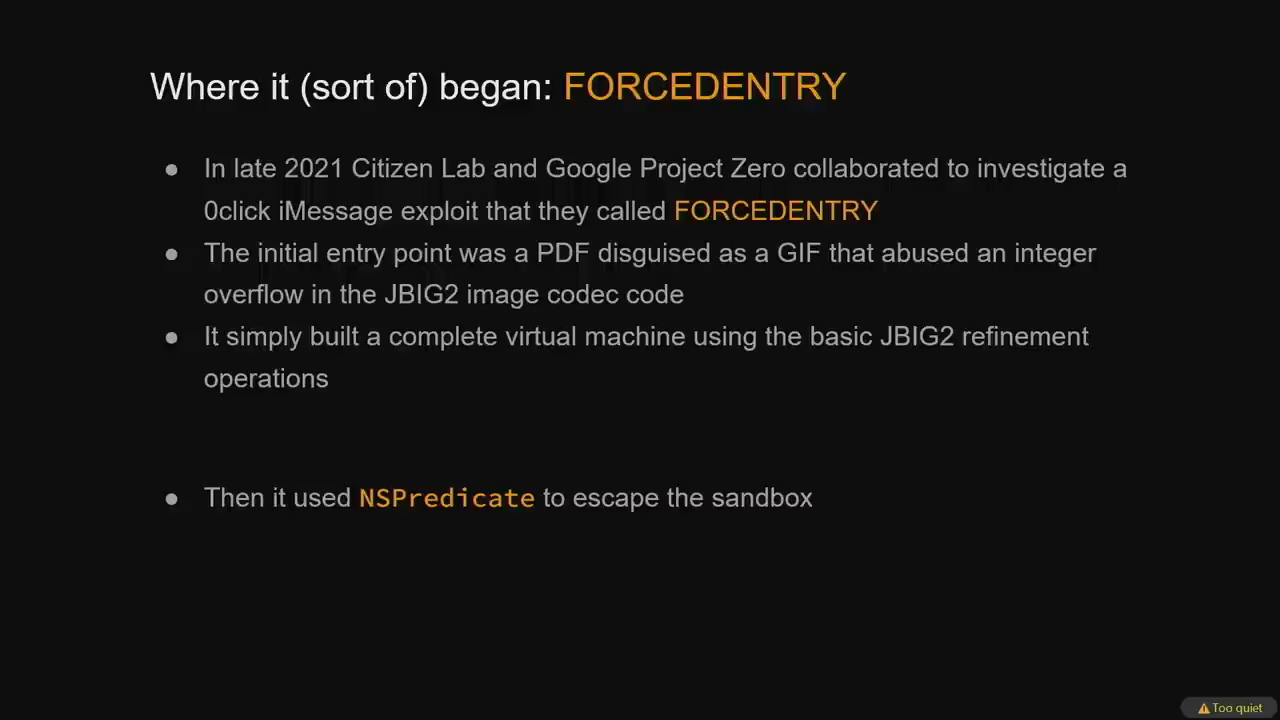 Where it (sort of) began: FORCEDENTRY
● In late 2021 Citizen Lab and Google Project Zero collaborated to investigate a
0click iMessage exploit that they called FORCEDENTRY
● The initial entry point was a PDF disguised as a GIF that abused an integer
overflow in the JBIG2 image codec code
● It simply built a complete virtual machine using the basic JBIG2 refinement
operations
● Then it used NSPredicate to escape the sandbox
⚠ Too quiet